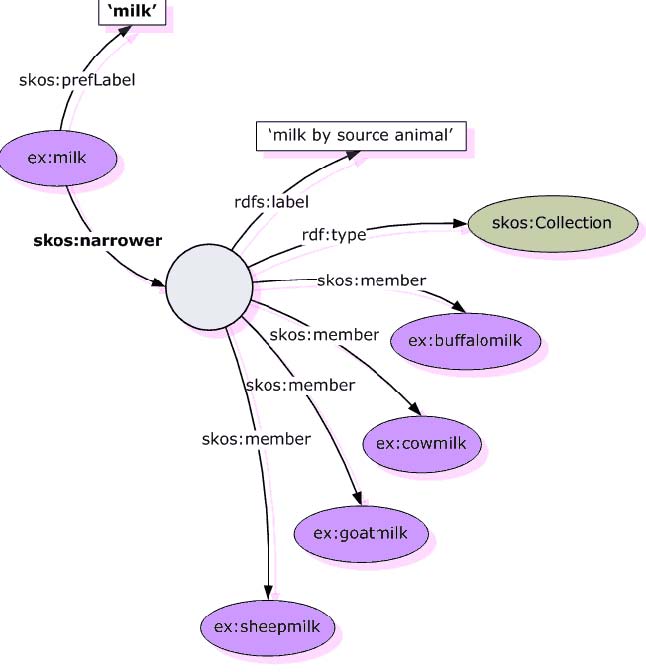 ‘milk’
skos:prefLabel
‘milk by source animal’
ex:milk
rdfs:label
skos:Collection
rdf:type
skos:narrower
skos:member
skos:member
ex:buffalomilk
skos:member
skos:member
ex:cowmilk
ex:goatmilk
ex:sheepmilk